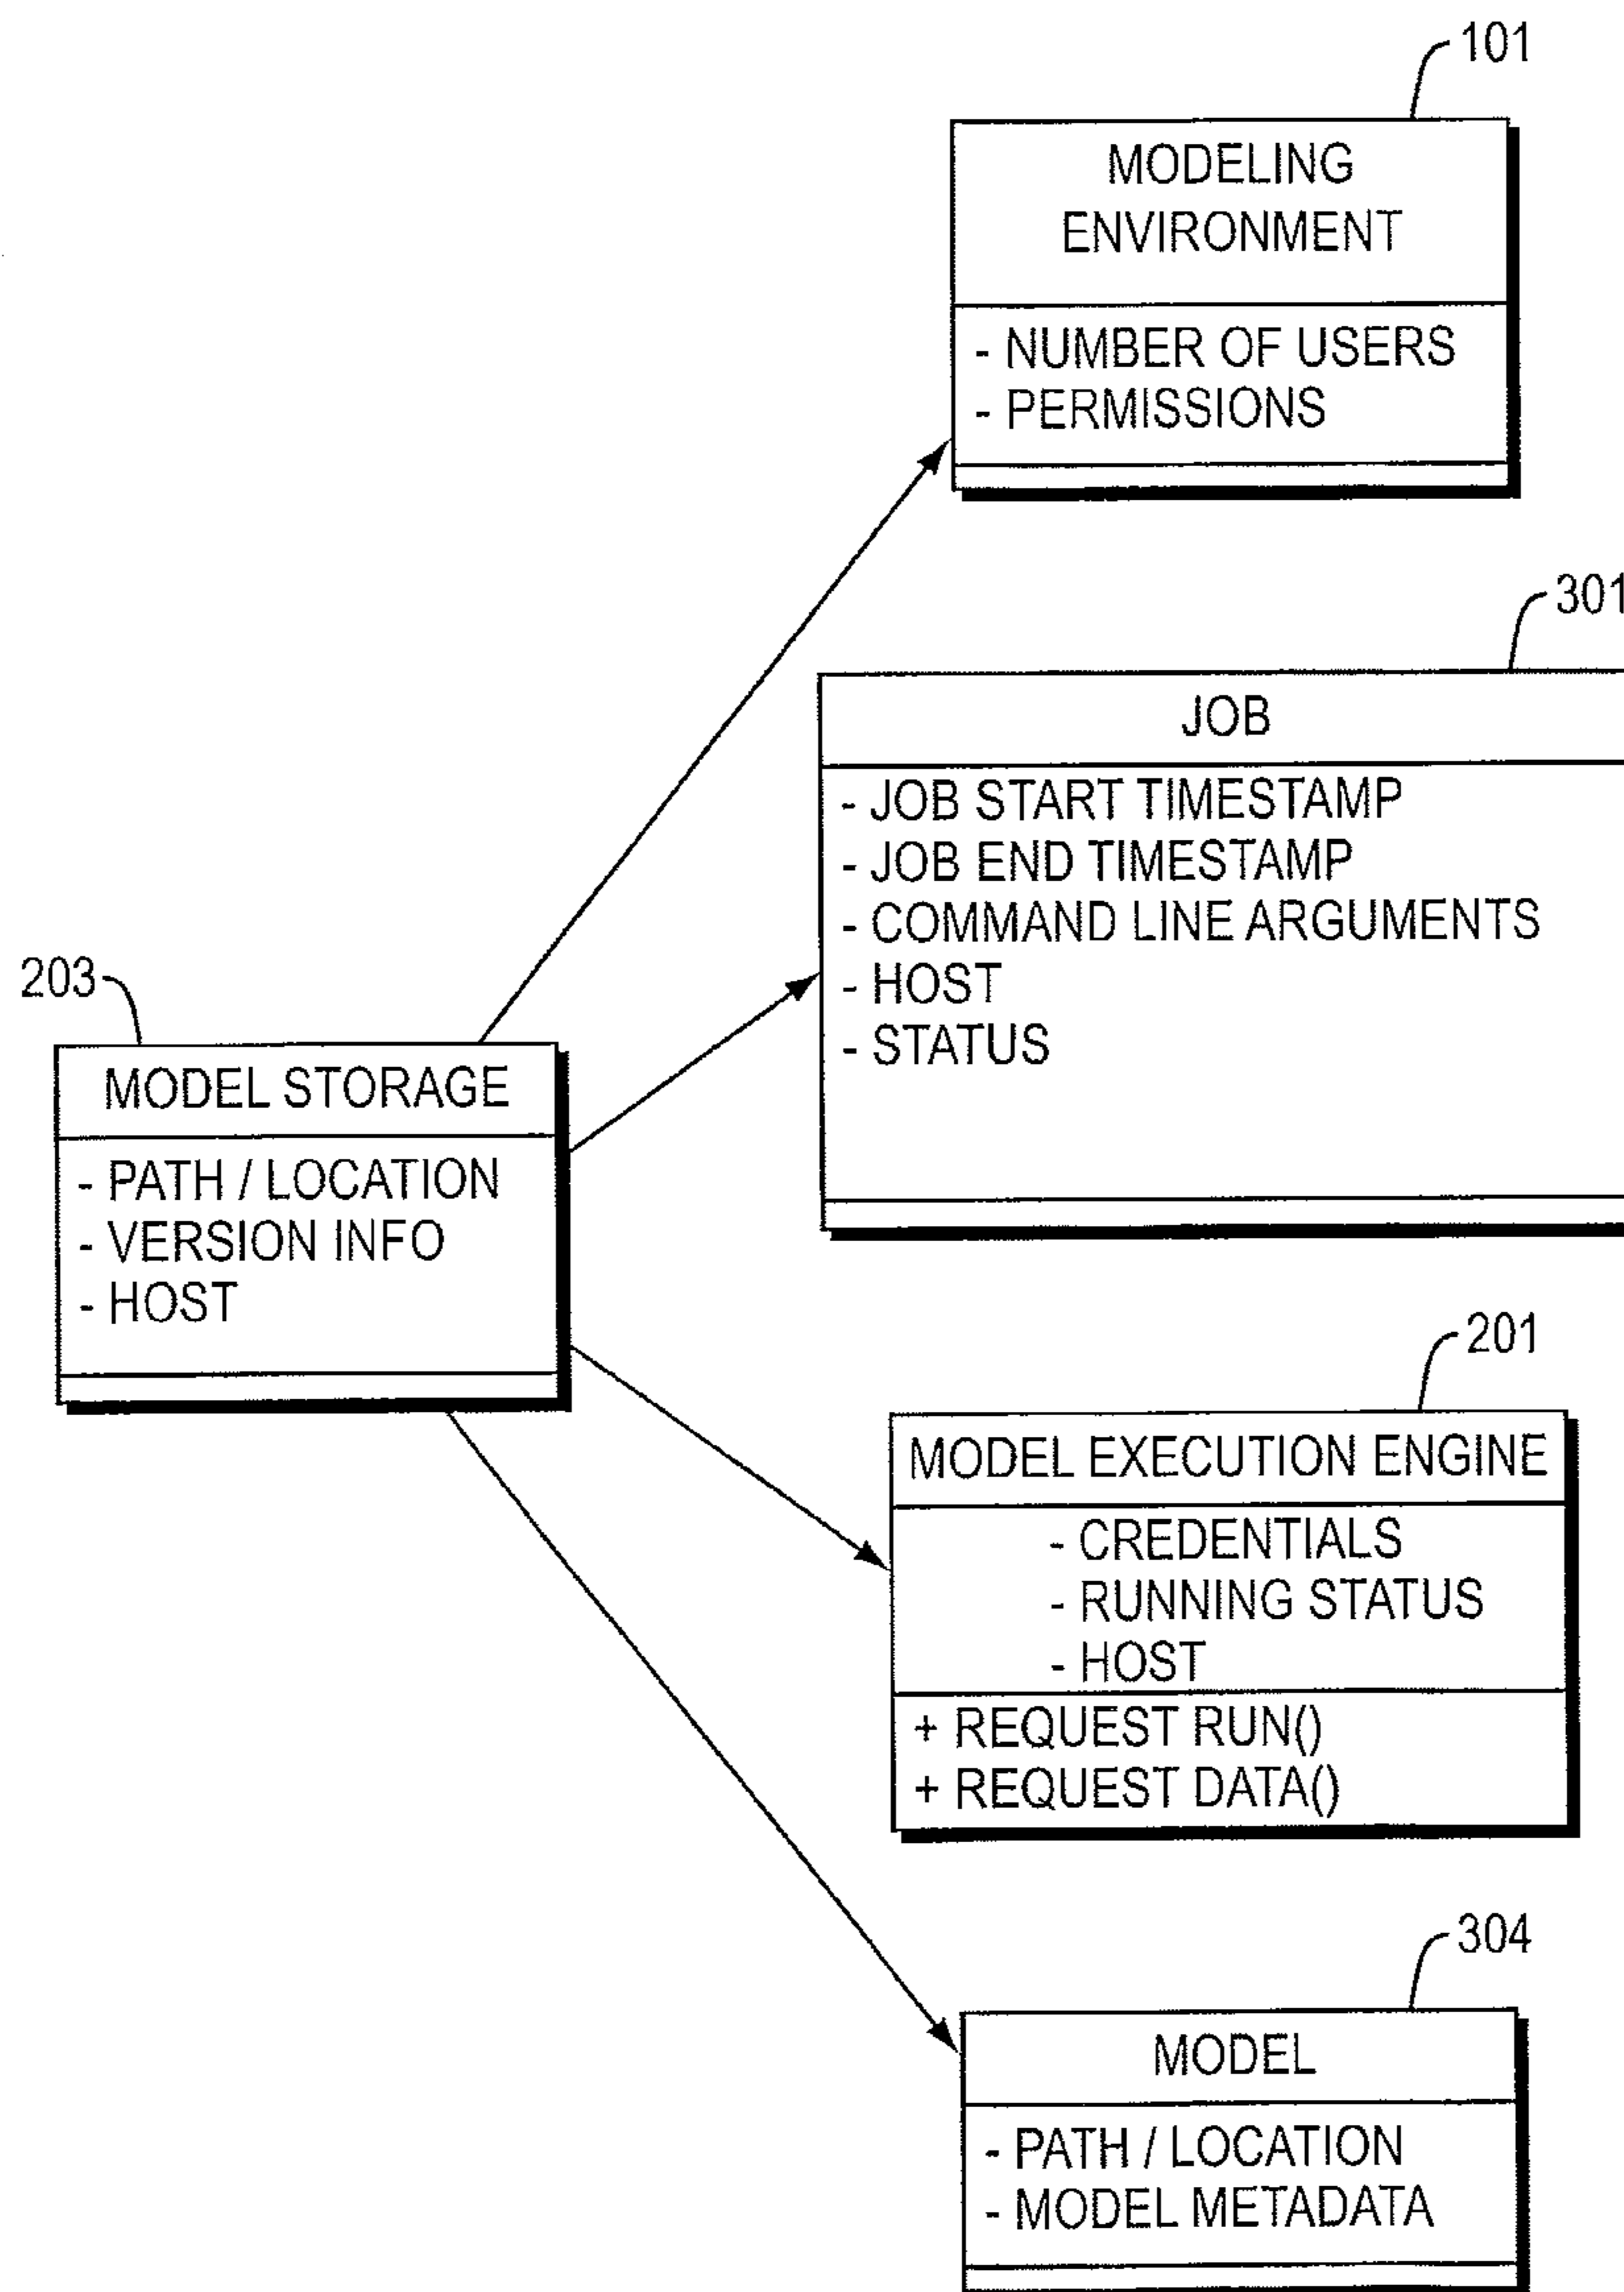 101
MODELING
ENVIRONMENT
- NUMBER OF USERS
- PERMISSIONS
301
JOB
- JOB START TIMESTAMP
- JOB END TIMESTAMP
- COMMAND LINE ARGUMENTS
- HOST
- STATUS
203
MODEL STORAGE
- PATH / LOCATION
- VERSION INFO
- HOST
201
MODEL EXECUTION ENGINE
- CREDENTIALS
- RUNNING STATUS
- HOST
+ REQUEST RUN()
+ REQUEST DATA()
304
MODEL
- PATH / LOCATION
- MODEL METADATA